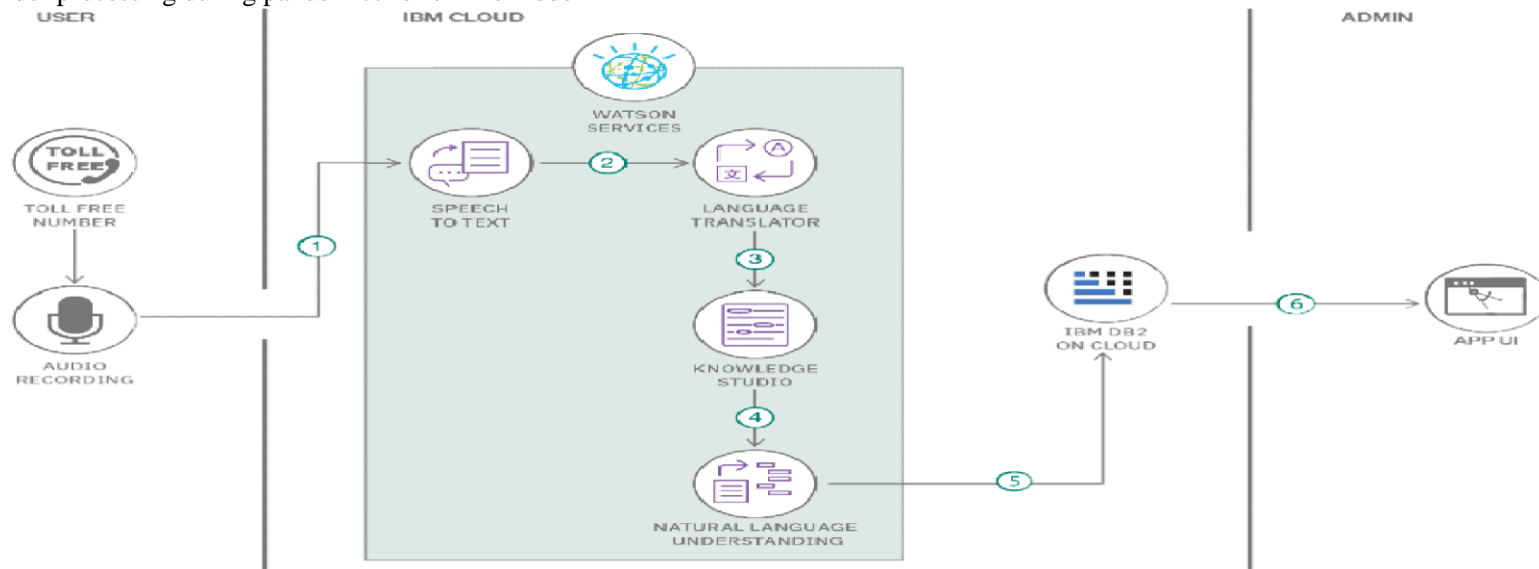 USER
IBM CLOUD
ADMIN
WATSON
SERVICES
TOLL
FREE
TOLL FREE
NUMBER
1
SPEECH
TO TEXT
2
A
文
LANGUAGE
TRANSLATOR
3
AUDIO
RECORDING
KNOWLEDGE
STUDIO
4
NATURAL LANGUAGE
UNDERSTANDING
5
IBM DB2
ON CLOUD
6
APP UI